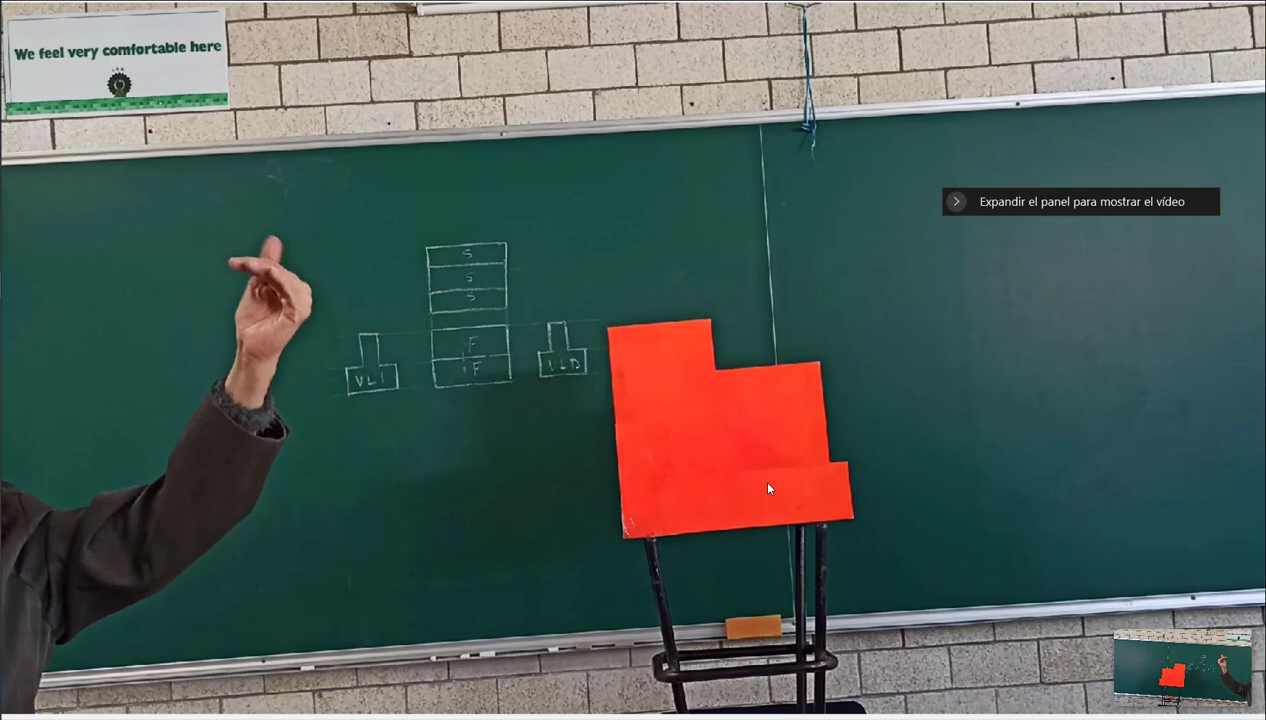 We feel very comfortable here
Expandir el panel para mostrar el vídeo
S
S
S
F
F
VLI
VLD